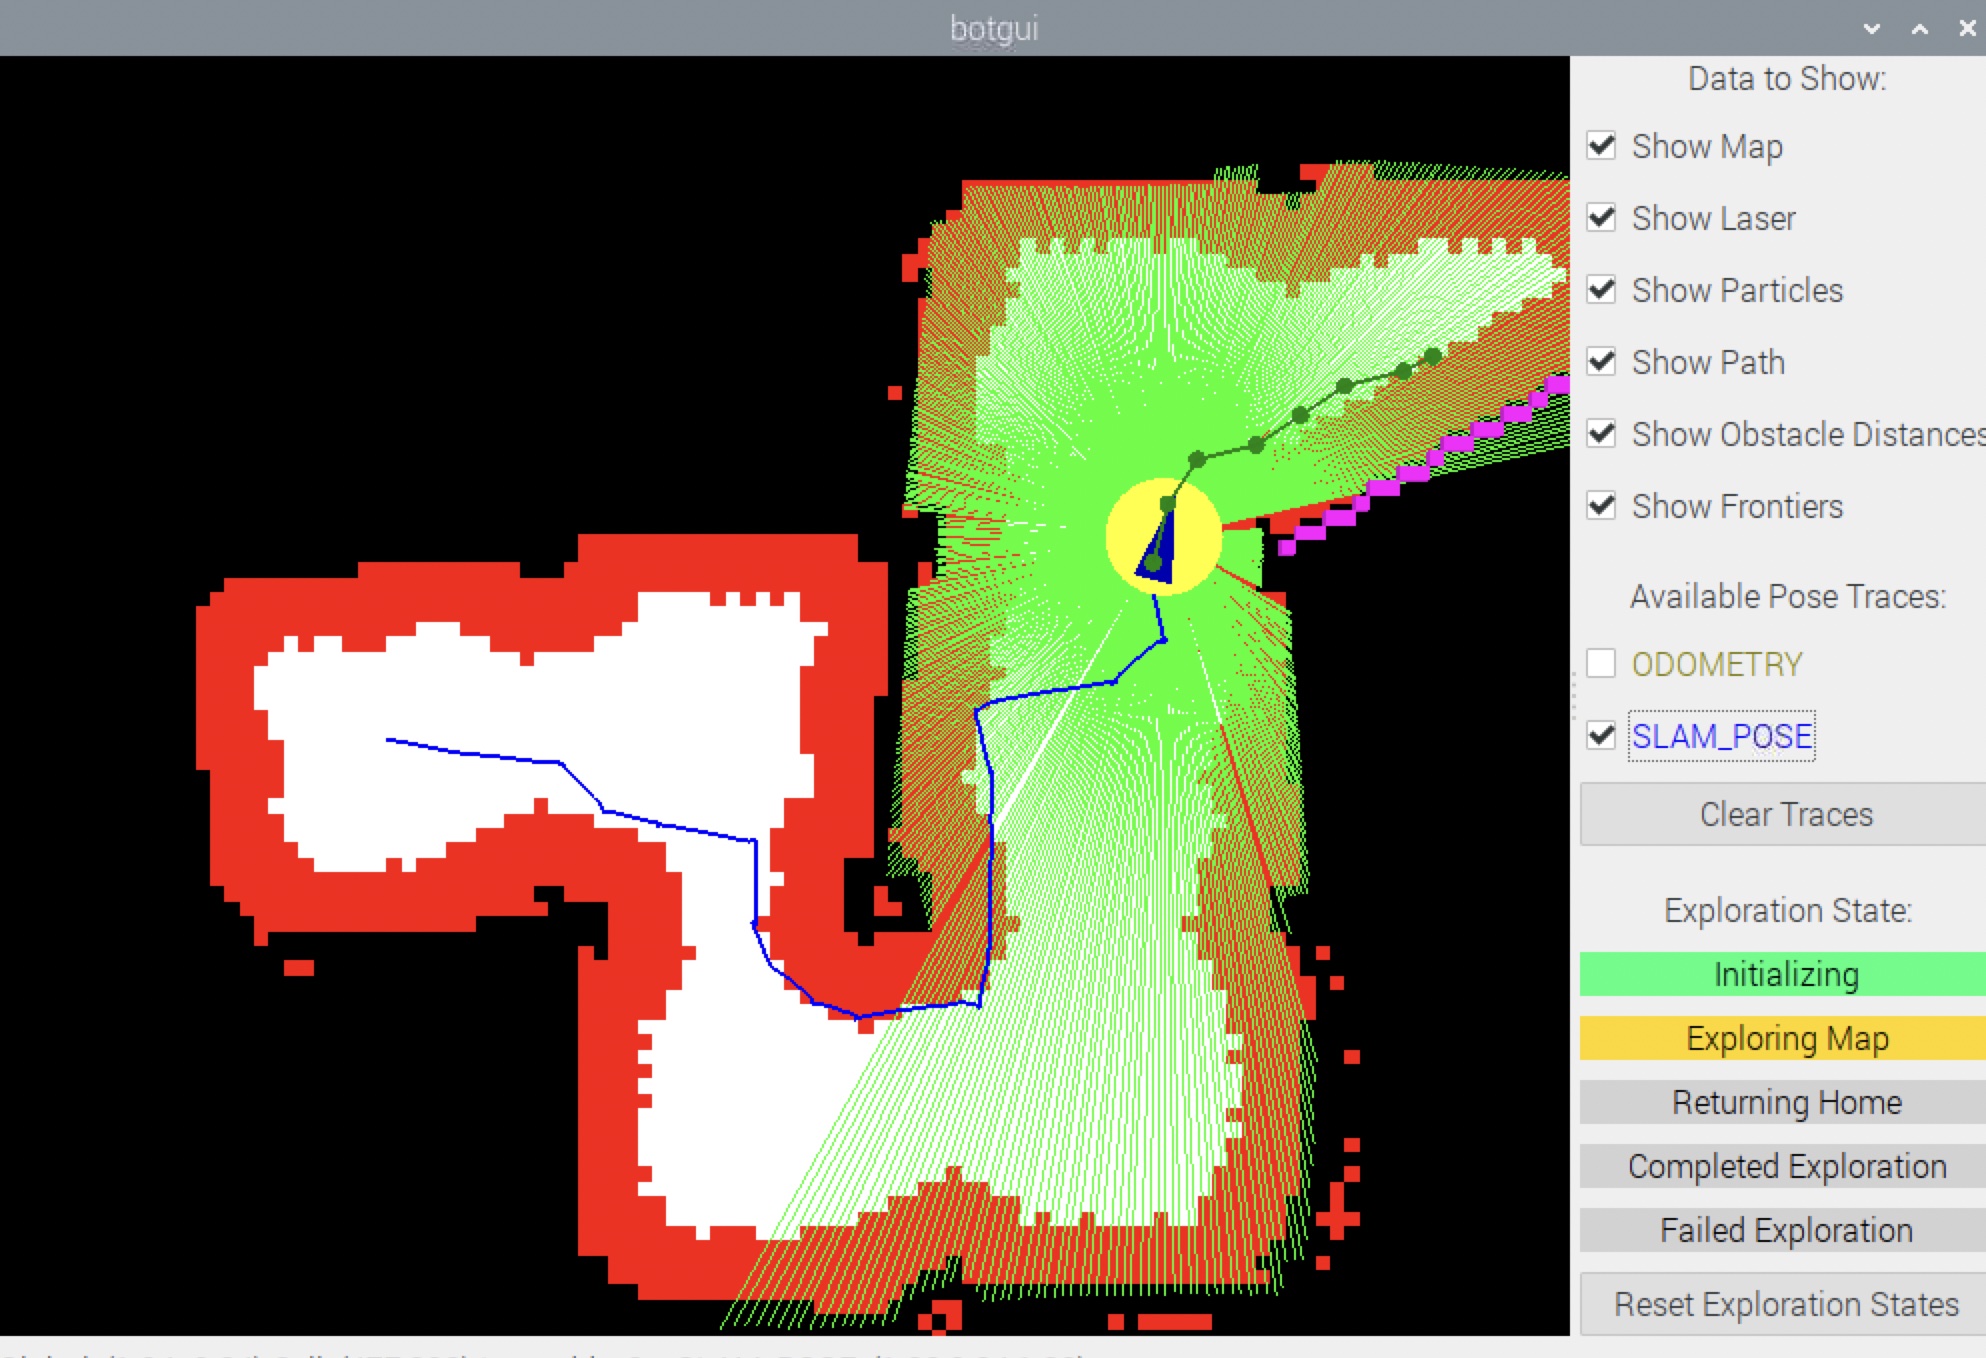 botgui
Data to Show:
Show Map
Show Laser
Show Particles
Show Path
Show Obstacle Distances
Show Frontiers
Available Pose Traces:
ODOMETRY
SLAM_POSE
Clear Traces
Exploration State:
Initializing
Exploring Map
Returning Home
Completed Exploration
Failed Exploration
Reset Exploration States